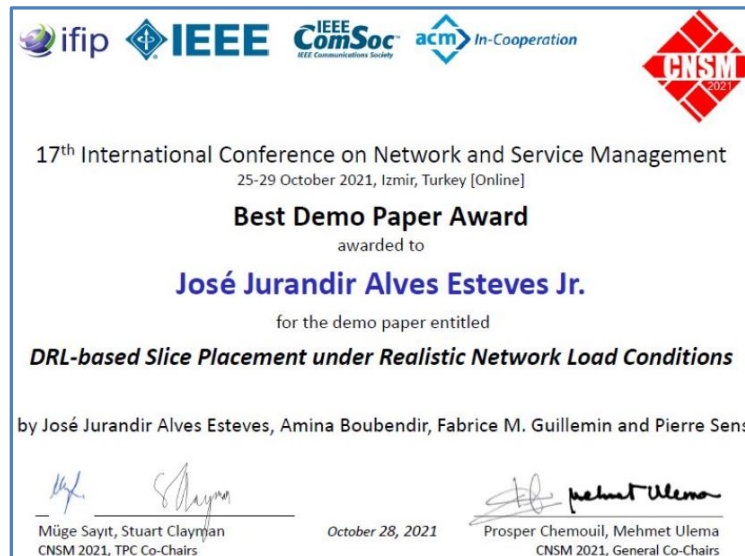 ifip IEEE IEEE ComSoc™ acm In-Cooperation
IEEE Communications Society
CNSM
2021
17th International Conference on Network and Service Management
25-29 October 2021, Izmir, Turkey [Online]
Best Demo Paper Award
awarded to
José Jurandir Alves Esteves Jr.
for the demo paper entitled
DRL-based Slice Placement under Realistic Network Load Conditions
by José Jurandir Alves Esteves, Amina Boubendir, Fabrice M. Guillemin and Pierre Sens
S Clayman Mehmet Ulema
Müge Sayıt, Stuart Clayman October 28, 2021 Prosper Chemouil, Mehmet Ulema
CNSM 2021, TPC Co-Chairs CNSM 2021, General Co-Chairs